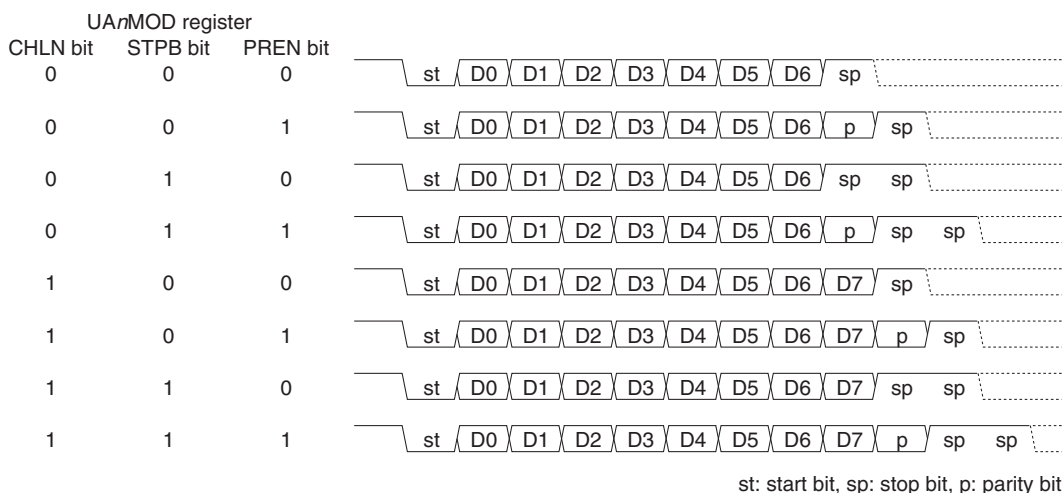 UAnMOD register
CHLN bit STPB bit PREN bit
0 0 0 st D0 D1 D2 D3 D4 D5 D6 sp
0 0 1 st D0 D1 D2 D3 D4 D5 D6 p sp
0 1 0 st D0 D1 D2 D3 D4 D5 D6 sp sp
0 1 1 st D0 D1 D2 D3 D4 D5 D6 p sp sp
1 0 0 st D0 D1 D2 D3 D4 D5 D6 D7 sp
1 0 1 st D0 D1 D2 D3 D4 D5 D6 D7 p sp
1 1 0 st D0 D1 D2 D3 D4 D5 D6 D7 sp sp
1 1 1 st D0 D1 D2 D3 D4 D5 D6 D7 p sp sp
st: start bit, sp: stop bit, p: parity bit